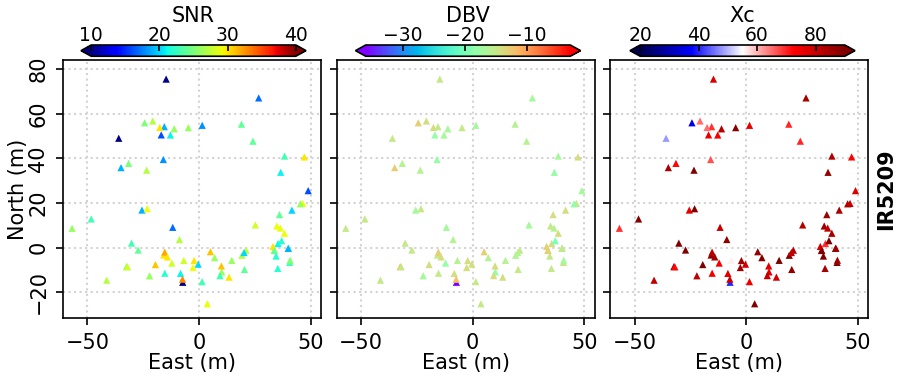 SNR DBV Xc
10 20 30 40 −30 −20 −10 20 40 60 80
80
60
40
20
0
−20
North (m)
IR5209
−50 0 50 −50 0 50 −50 0 50
East (m) East (m) East (m)